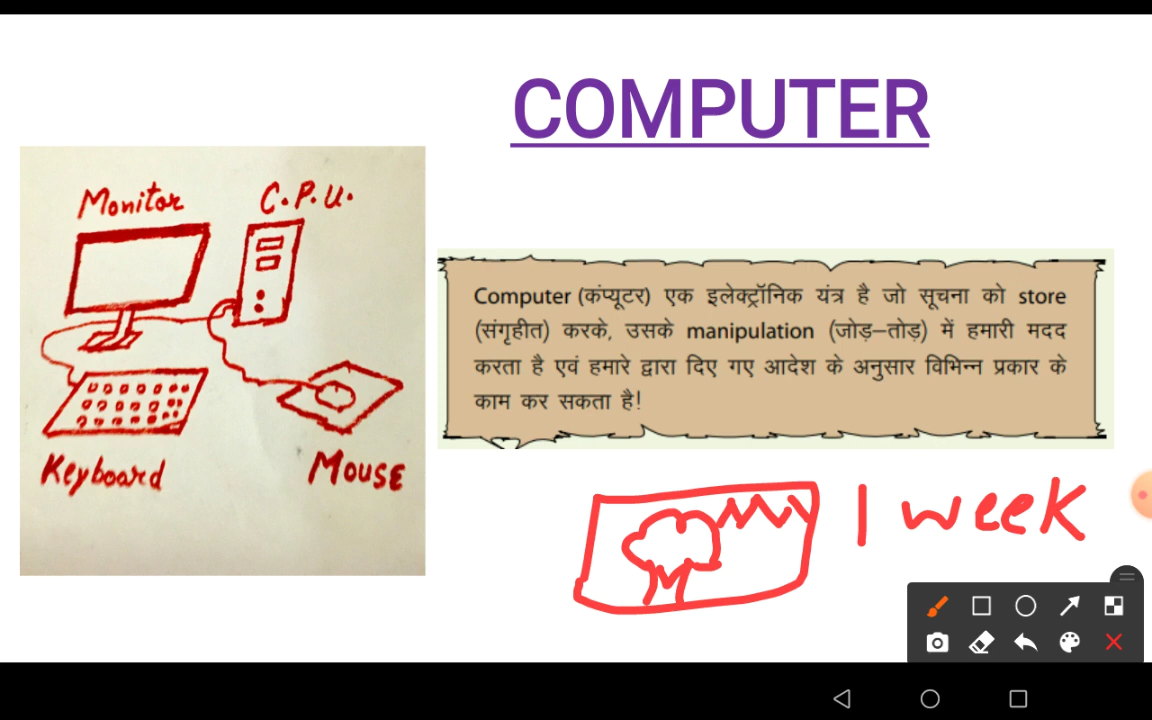 COMPUTER
Monitor C.P.U.
Computer (कंप्यूटर) एक इलेक्ट्रॉनिक यंत्र है जो सूचना को store
(संगृहीत) करके, उसके manipulation (जोड़–तोड़) में हमारी मदद
करता है एवं हमारे द्वारा दिए गए आदेश के अनुसार विभिन्न प्रकार के
काम कर सकता है!
Keyboard Mouse
1 week